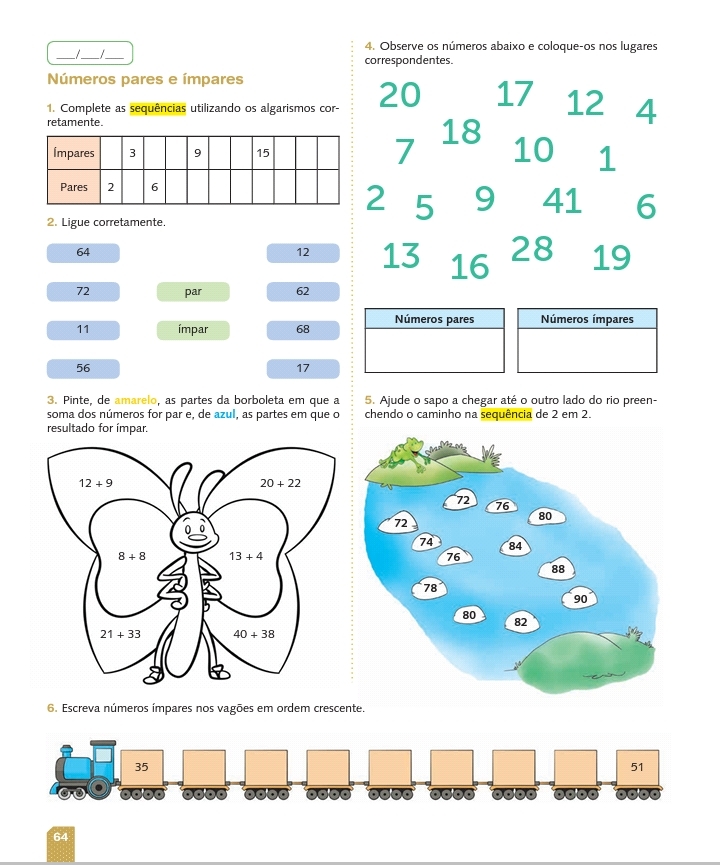 ___/___/___
Números pares e ímpares
1. Complete as sequências utilizando os algarismos cor-
retamente.
Ímpares 3 9 15
Pares 2 6
2. Ligue corretamente.
64 12
72 par 62
11 ímpar 68
56 17
3. Pinte, de amarelo, as partes da borboleta em que a
soma dos números for par e, de azul, as partes em que o
resultado for ímpar.
12 + 9 20 + 22
8 + 8 13 + 4
21 + 33 40 + 38
4. Observe os números abaixo e coloque-os nos lugares
correspondentes.
20 17 12 4
7 18 10 1
2 5 9 41 6
13 16 28 19
Números pares Números ímpares
5. Ajude o sapo a chegar até o outro lado do rio preen-
chendo o caminho na sequência de 2 em 2.
72 76 80
72
74 76 84
88
78 90
80 82
6. Escreva números ímpares nos vagões em ordem crescente.
35 51
64